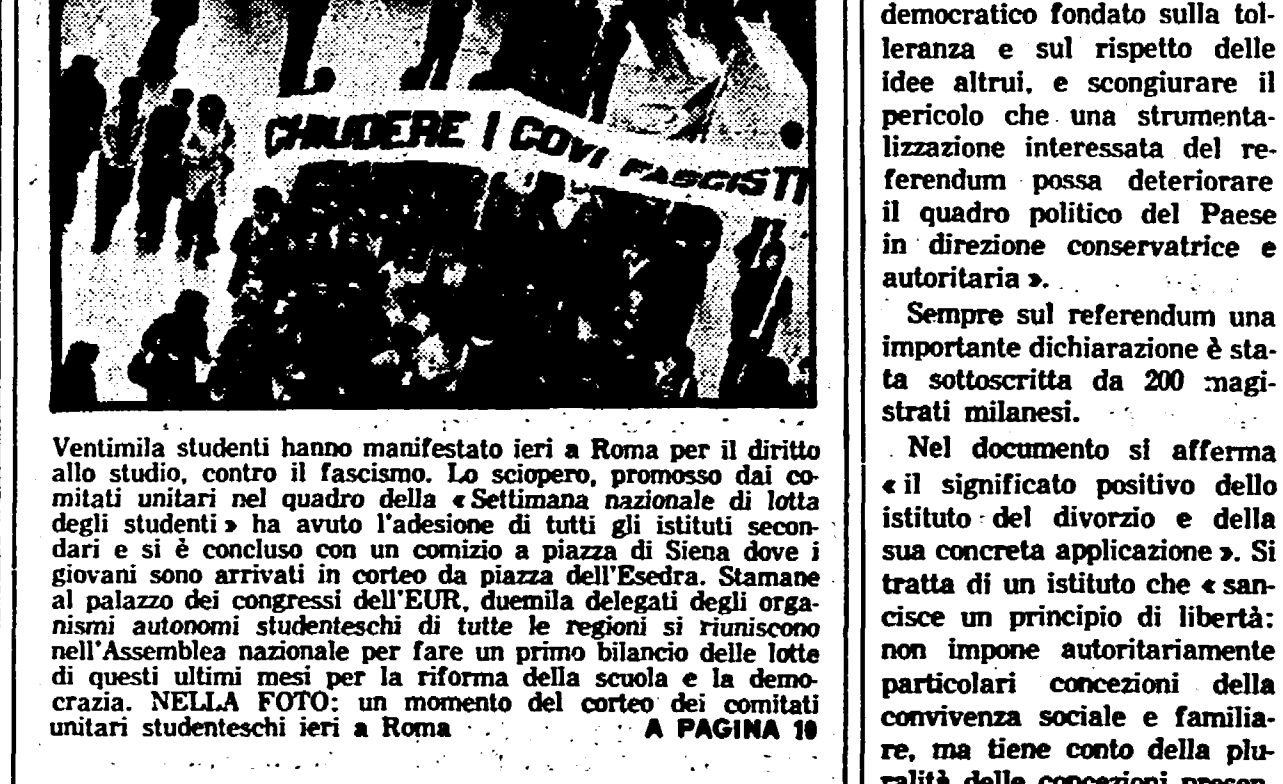 CHIUDERE I COVI FASCISTI
Ventimila studenti hanno manifestato ieri a Roma per il diritto
allo studio, contro il fascismo. Lo sciopero, promosso dai co-
mitati unitari nel quadro della « Settimana nazionale di lotta
degli studenti » ha avuto l'adesione di tutti gli istituti secon-
dari e si è concluso con un comizio a piazza di Siena dove i
giovani sono arrivati in corteo da piazza dell'Esedra. Stamane
al palazzo dei congressi dell'EUR, duemila delegati degli orga-
nismi autonomi studenteschi di tutte le regioni si riuniscono
nell'Assemblea nazionale per fare un primo bilancio delle lotte
di questi ultimi mesi per la riforma della scuola e la demo-
crazia. NELLA FOTO: un momento del corteo dei comitati
unitari studenteschi ieri a Roma A PAGINA 10
democratico fondato sulla tol-
leranza e sul rispetto delle
idee altrui, e scongiurare il
pericolo che una strumenta-
lizzazione interessata del re-
ferendum possa deteriorare
il quadro politico del Paese
in direzione conservatrice e
autoritaria ».
Sempre sul referendum una
importante dichiarazione è sta-
ta sottoscritta da 200 magi-
strati milanesi.
Nel documento si afferma
« il significato positivo dello
istituto del divorzio e della
sua concreta applicazione ». Si
tratta di un istituto che « san-
cisce un principio di libertà:
non impone autoritariamente
particolari concezioni della
convivenza sociale e familia-
re, ma tiene conto della plu-
ralità delle concezioni presen-